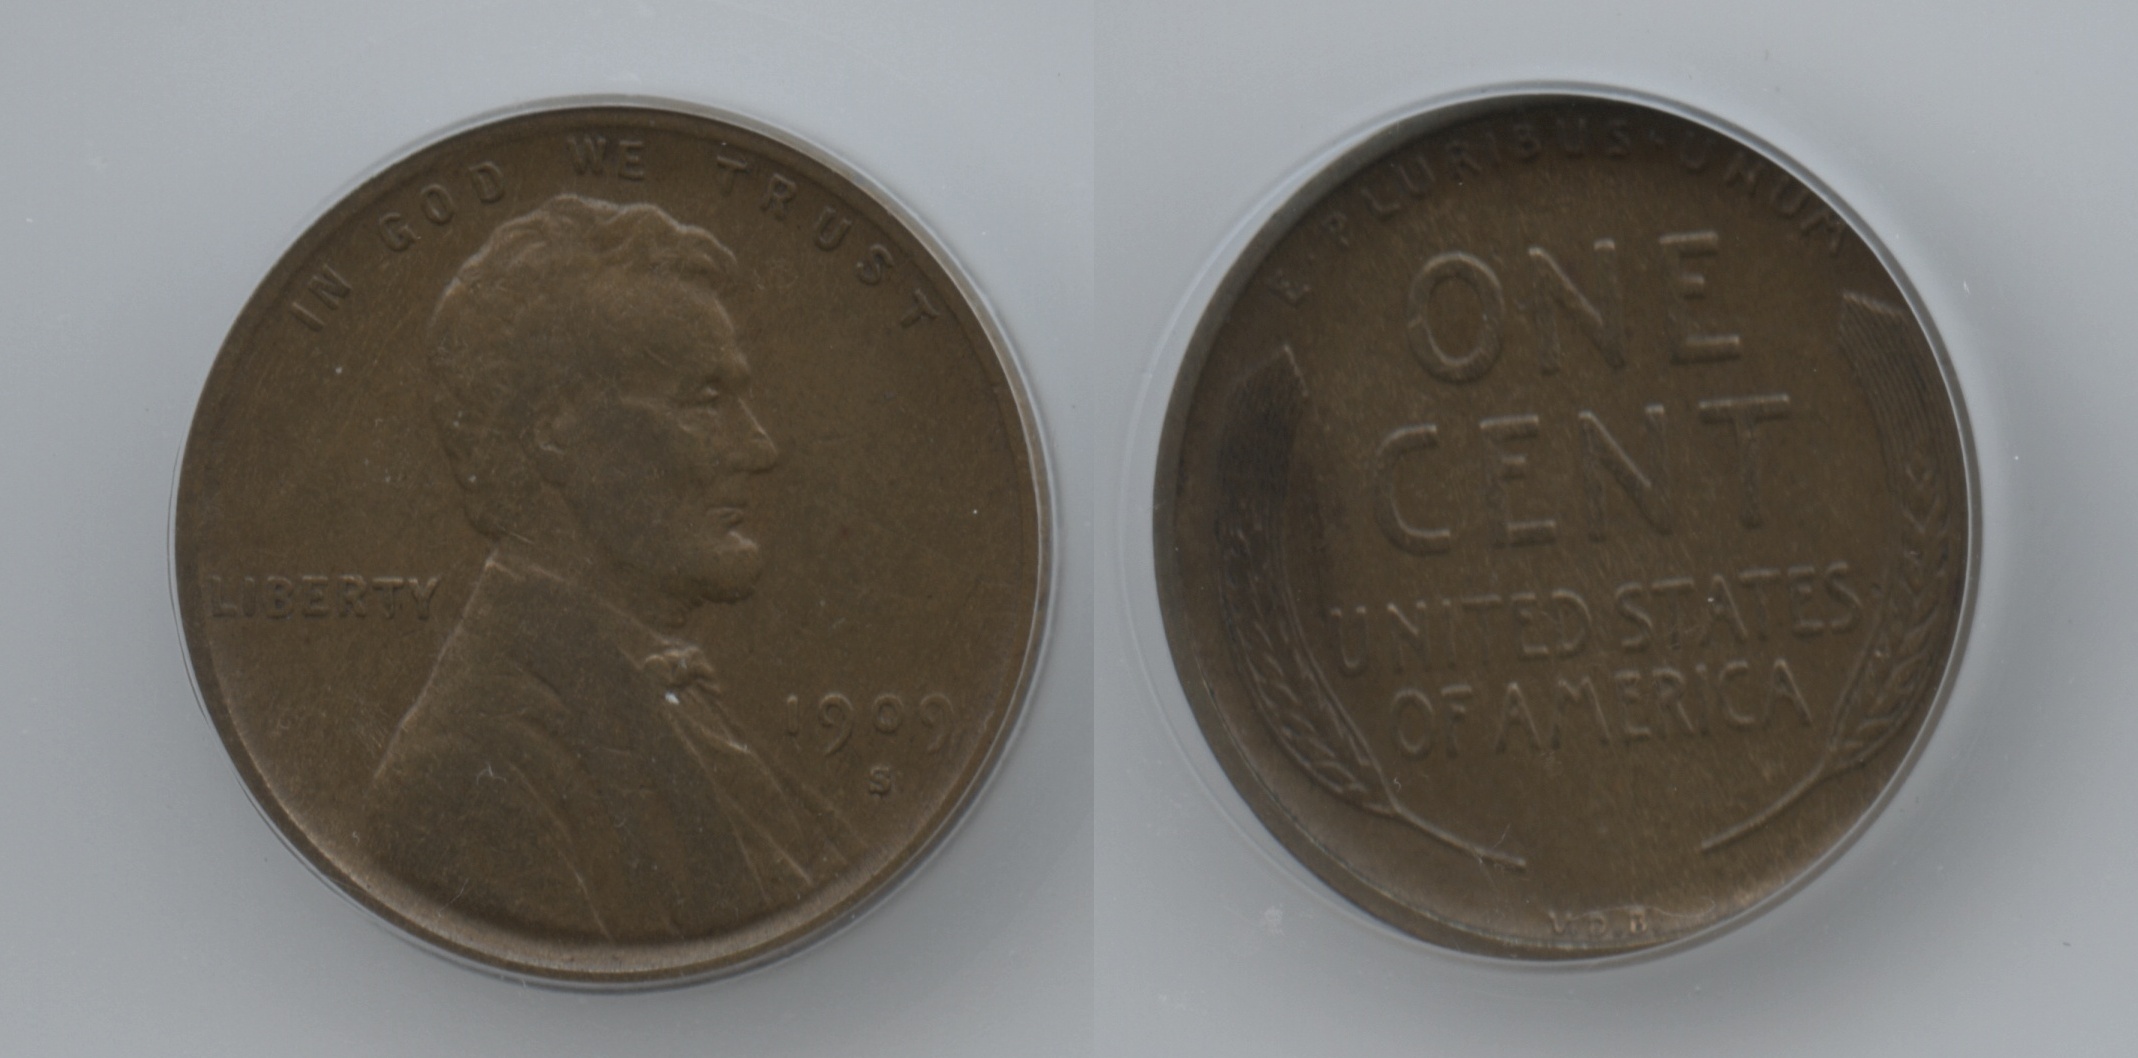 IN GOD WE TRUST
LIBERTY
1909
S
E·PLURIBUS·UNUM
ONE
CENT
UNITED STATES
OF AMERICA
V.D.B.